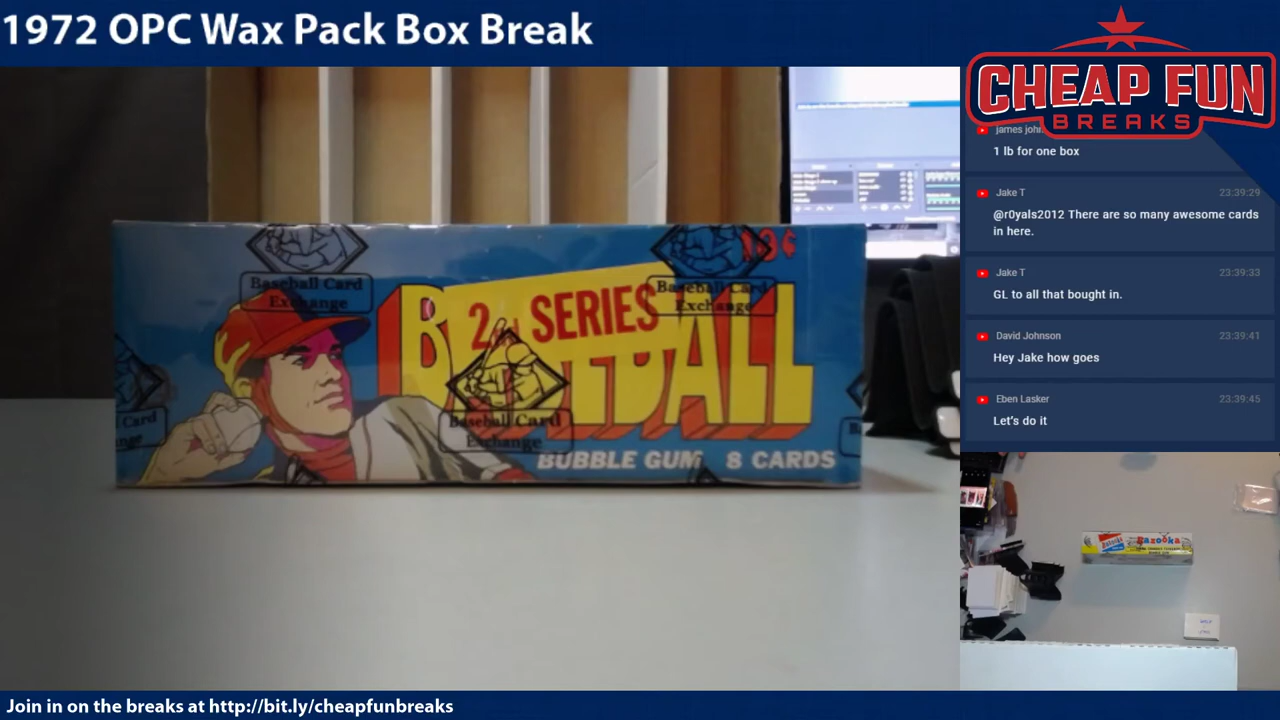 1972 OPC Wax Pack Box Break
CHEAP FUN
BREAKS
james joh
1 lb for one box
Jake T
23:39:29
@r0yals2012 There are so many awesome cards
in here.
Jake T
23:39:33
GL to all that bought in.
David Johnson
23:39:41
Hey Jake how goes
Eben Lasker
23:39:45
Let's do it
10¢
Baseball Card
Exchange
Baseball Card
Exchange
2nd SERIES
BASEBALL
Baseball Card
Exchange
Card
BUBBLE GUM 8 CARDS
Bazooka
Join in on the breaks at http://bit.ly/cheapfunbreaks